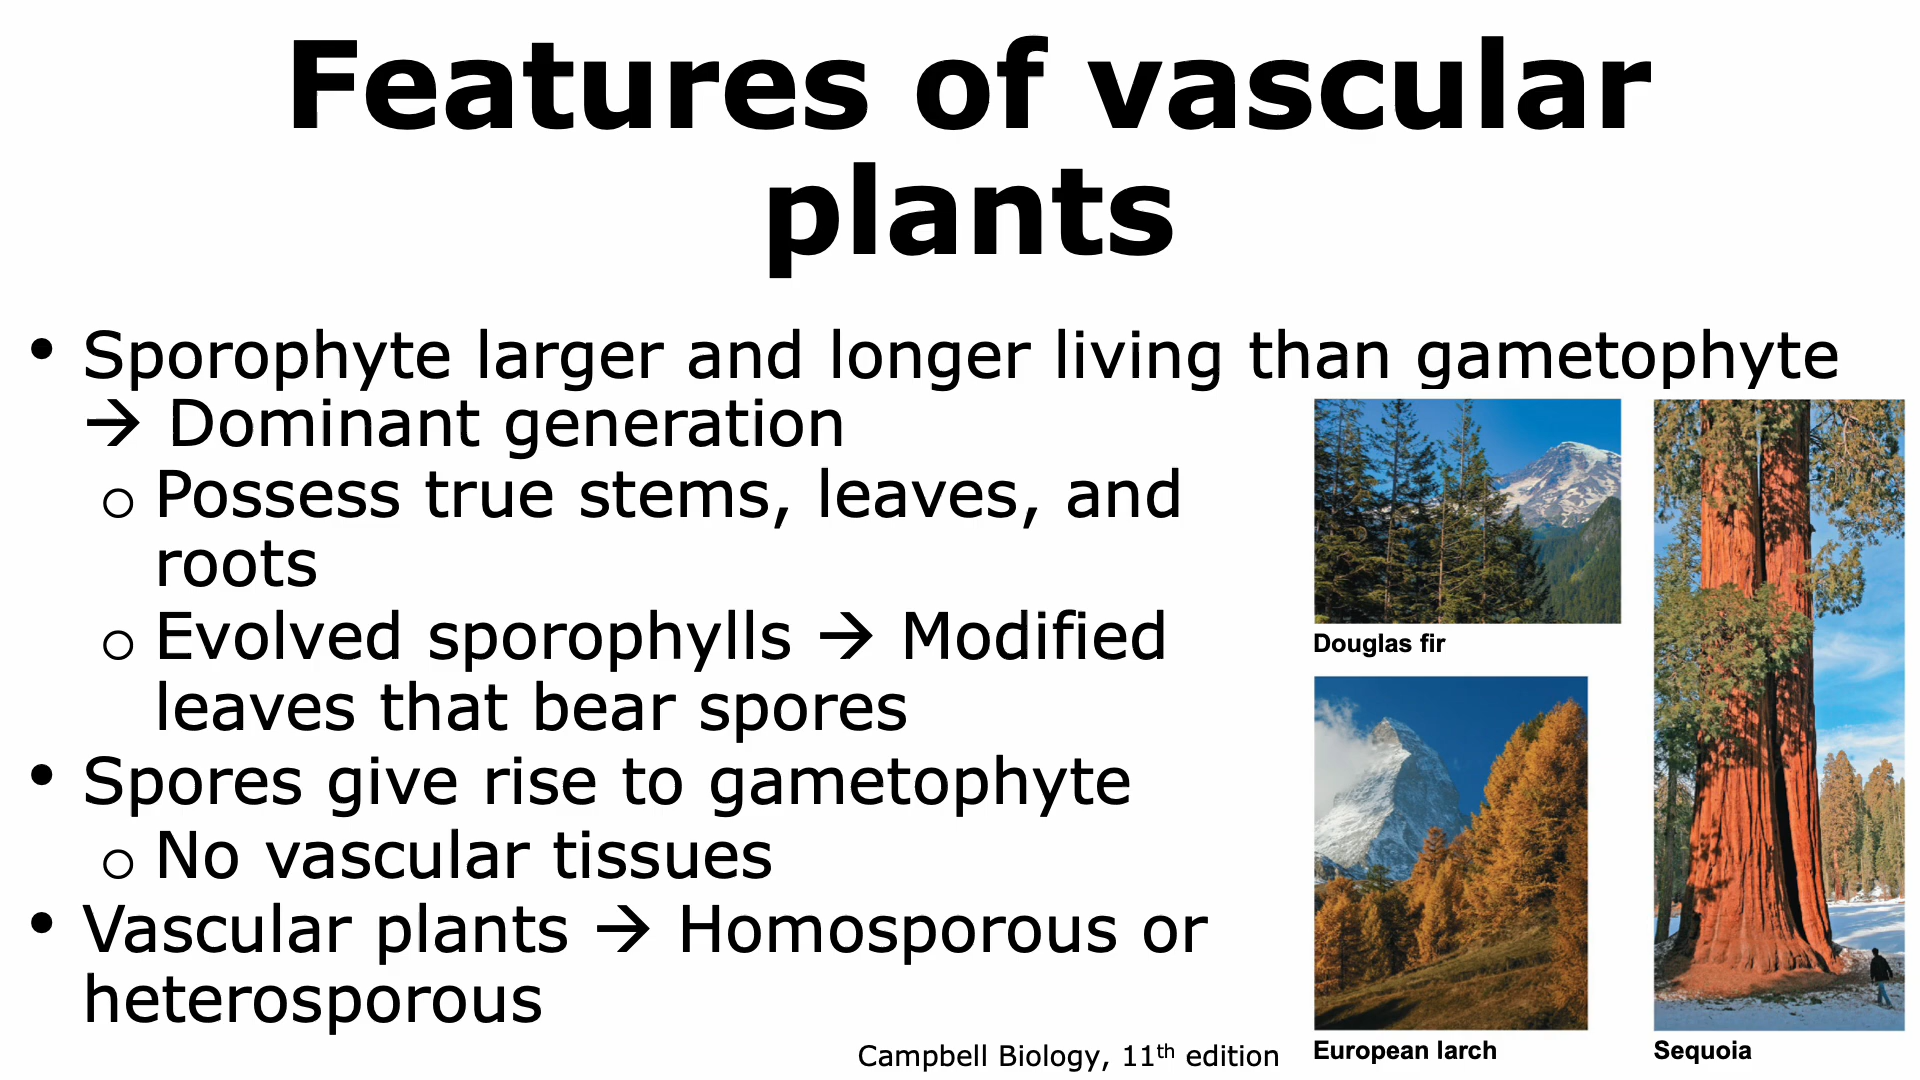 Features of vascular
plants
• Sporophyte larger and longer living than gametophyte
→ Dominant generation
○ Possess true stems, leaves, and
roots
○ Evolved sporophylls → Modified
leaves that bear spores
• Spores give rise to gametophyte
○ No vascular tissues
• Vascular plants → Homosporous or
heterosporous
Douglas fir
European larch
Sequoia
Campbell Biology, 11th edition